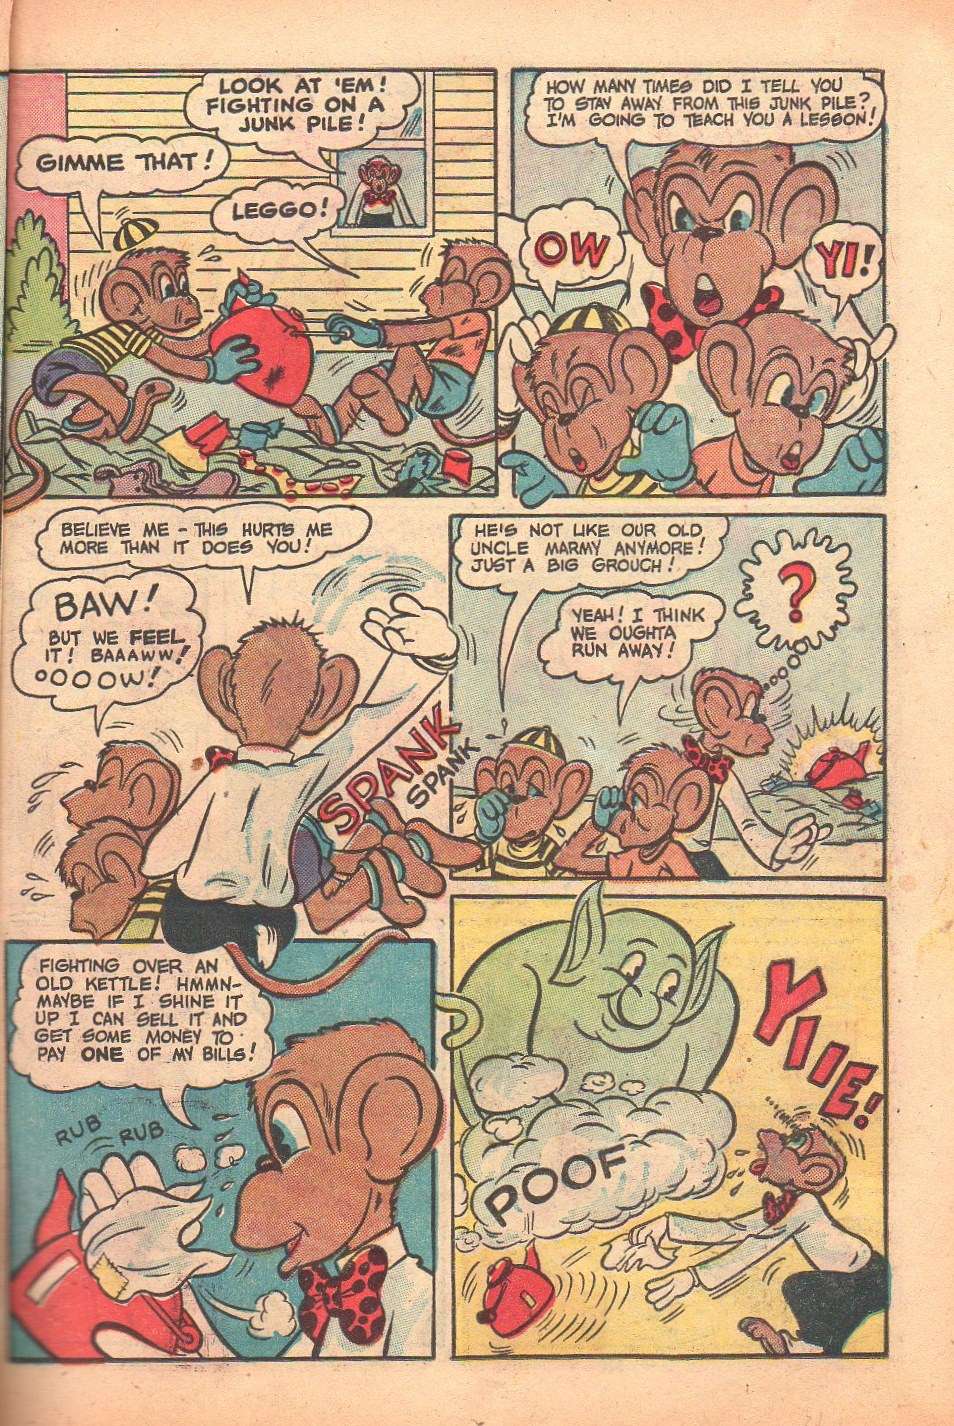 LOOK AT 'EM!
FIGHTING ON A
JUNK PILE!
GIMME THAT!
LEGGO!
HOW MANY TIMES DID I TELL YOU
TO STAY AWAY FROM THIS JUNK PILE?
I'M GOING TO TEACH YOU A LESSON!
OW
YI!
BELIEVE ME - THIS HURTS ME
MORE THAN IT DOES YOU!
BAW!
BUT WE FEEL
IT! BAAAWW!
OOOOOW!
SPANK
SPANK
HE'S NOT LIKE OUR OLD
UNCLE MARMY ANYMORE!
JUST A BIG GROUCH!
YEAH! I THINK
WE OUGHTA
RUN AWAY!
?
FIGHTING OVER AN
OLD KETTLE! HMMN-
MAYBE IF I SHINE IT
UP I CAN SELL IT AND
GET SOME MONEY TO
PAY ONE OF MY BILLS!
RUB
RUB
YIIIE!
POOF